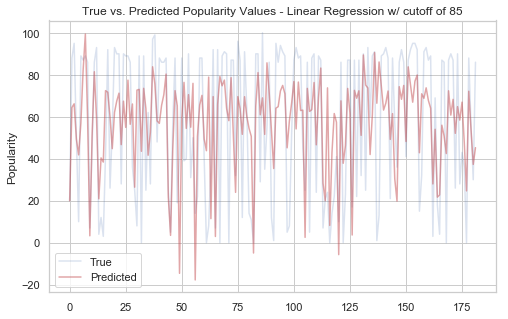 True vs. Predicted Popularity Values - Linear Regression w/ cutoff of 85
Popularity
100
80
60
40
20
0
−20
True
Predicted
0 25 50 75 100 125 150 175